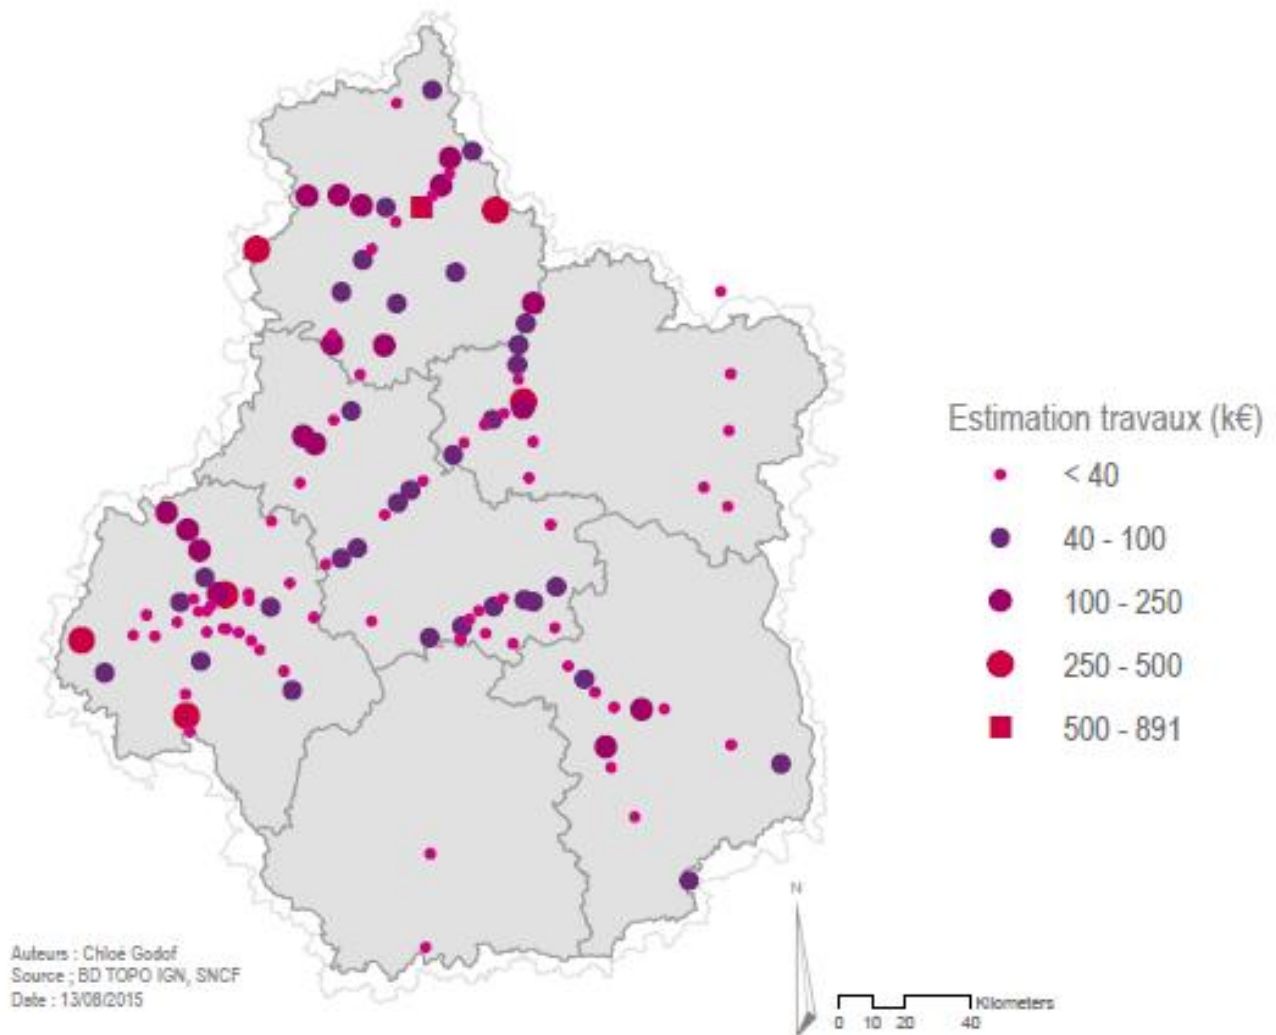 Estimation travaux (k€)
< 40
40 - 100
100 - 250
250 - 500
500 - 891
N
Auteurs : Chloé Godof
Source ; BD TOPO IGN, SNCF
Date : 13/08/2015
Kilometers
0 10 20 40